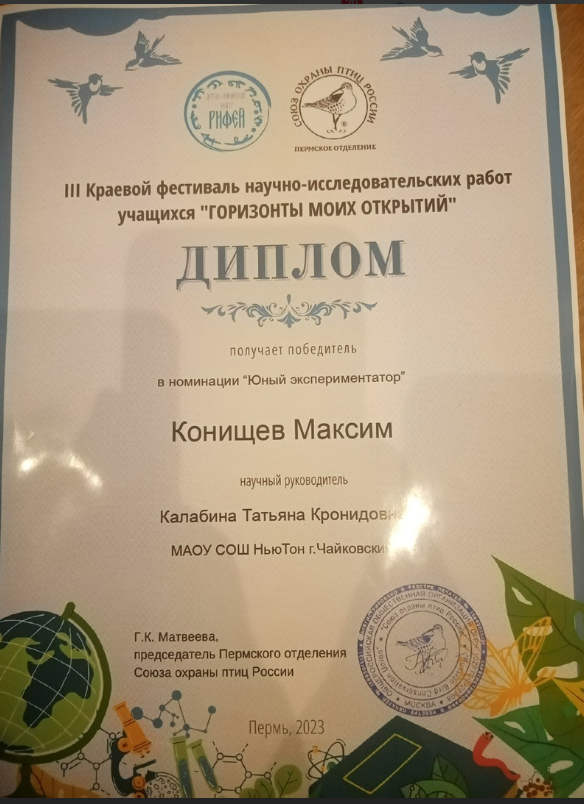 РИФЕЙ
СОЮЗ ОХРАНЫ ПТИЦ РОССИИ
ПЕРМСКОЕ ОТДЕЛЕНИЕ
III Краевой фестиваль научно-исследовательских работ
учащихся "ГОРИЗОНТЫ МОИХ ОТКРЫТИЙ"
ДИПЛОМ
получает победитель
в номинации “Юный экспериментатор”
Конищев Максим
научный руководитель
Калабина Татьяна Кронидовна
МАОУ СОШ НьюТон г.Чайковски
Г.К. Матвеева,
председатель Пермского отделения
Союза охраны птиц России
МОСКВА
Пермь, 2023